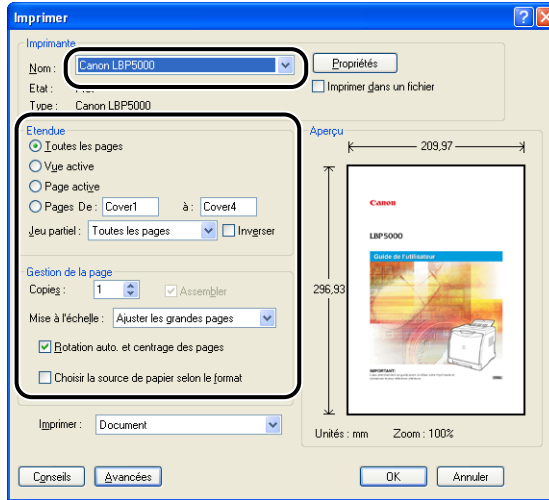 Imprimer
Imprimante
Nom : Canon LBP5000 Propriétés
Etat :
Imprimer dans un fichier
Type : Canon LBP5000
Etendue
Toutes les pages
Vue active
Page active
Pages De : Cover1 à : Cover4
Jeu partiel : Toutes les pages Inverser
Gestion de la page
Copies : 1 Assembler
Mise à l'échelle : Ajuster les grandes pages
Rotation auto. et centrage des pages
Choisir la source de papier selon le format
Imprimer : Document
Aperçu
209,97
296,93
Canon
LBP5000
Guide de l'utilisateur
IMPORTANT:
Unités : mm Zoom : 100%
Conseils Avancées OK Annuler